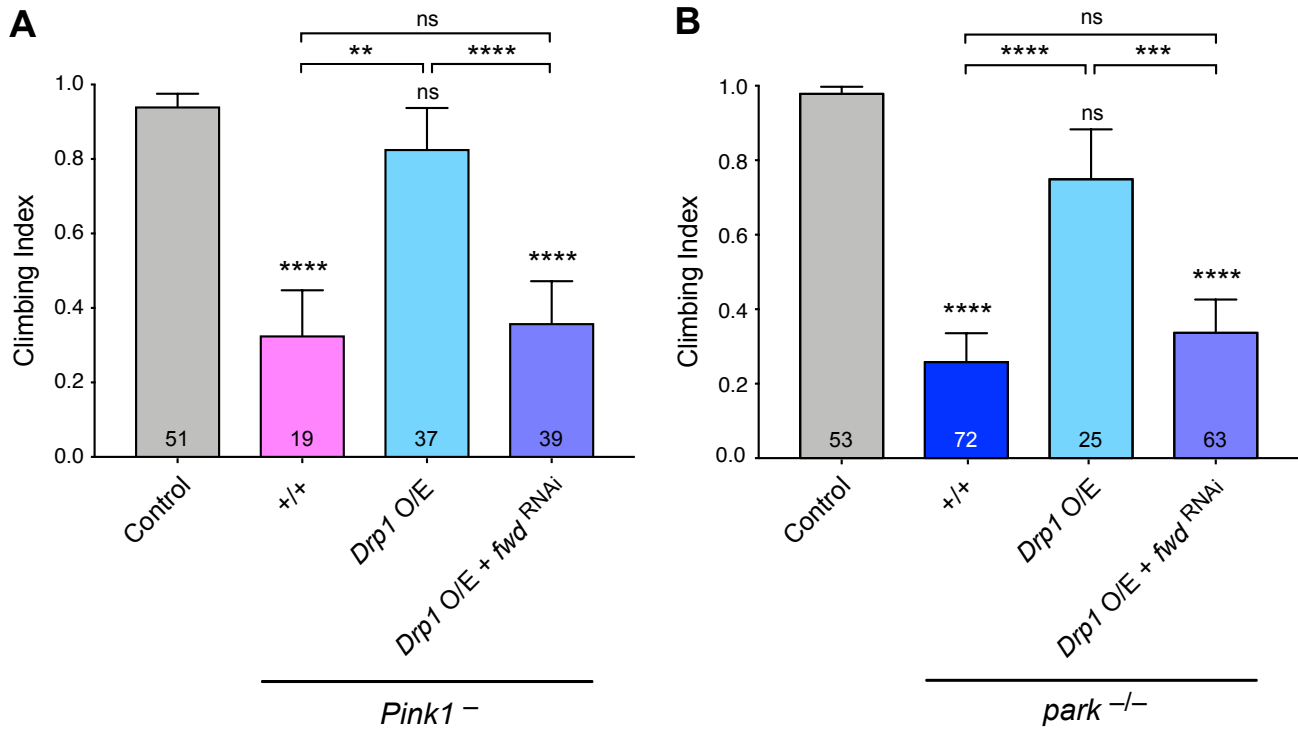 A
ns
** ****
1.0
ns
0.8
0.6
****
****
0.4
0.2
0.0
Climbing Index
51 19 37 39
Control
+/+
Drp1 O/E
Drp1 O/E + fwd RNAi
Pink1 –
B
ns
**** ***
1.0
ns
0.8
0.6
****
****
0.4
0.2
0.0
Climbing Index
53 72 25 63
Control
+/+
Drp1 O/E
Drp1 O/E + fwd RNAi
park –/–